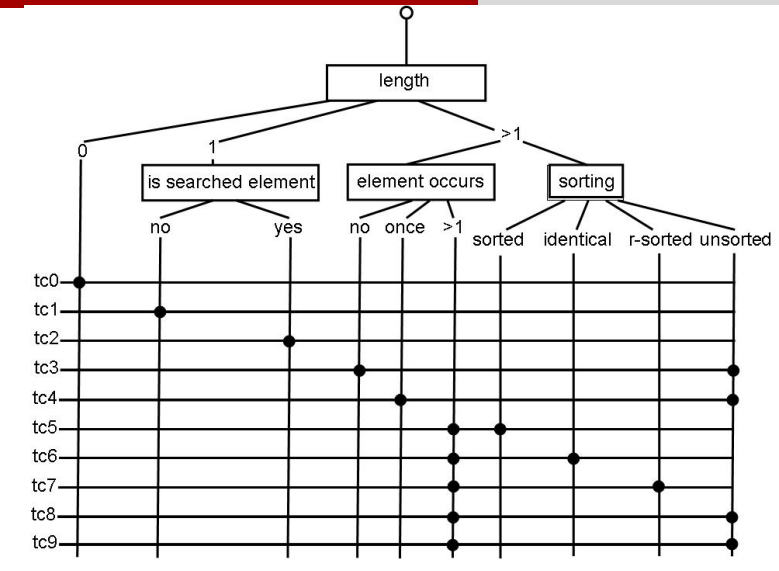 length
0
1
>1
is searched element
element occurs
sorting
no
yes
no
once
>1
sorted
identical
r-sorted
unsorted
tc0
tc1
tc2
tc3
tc4
tc5
tc6
tc7
tc8
tc9